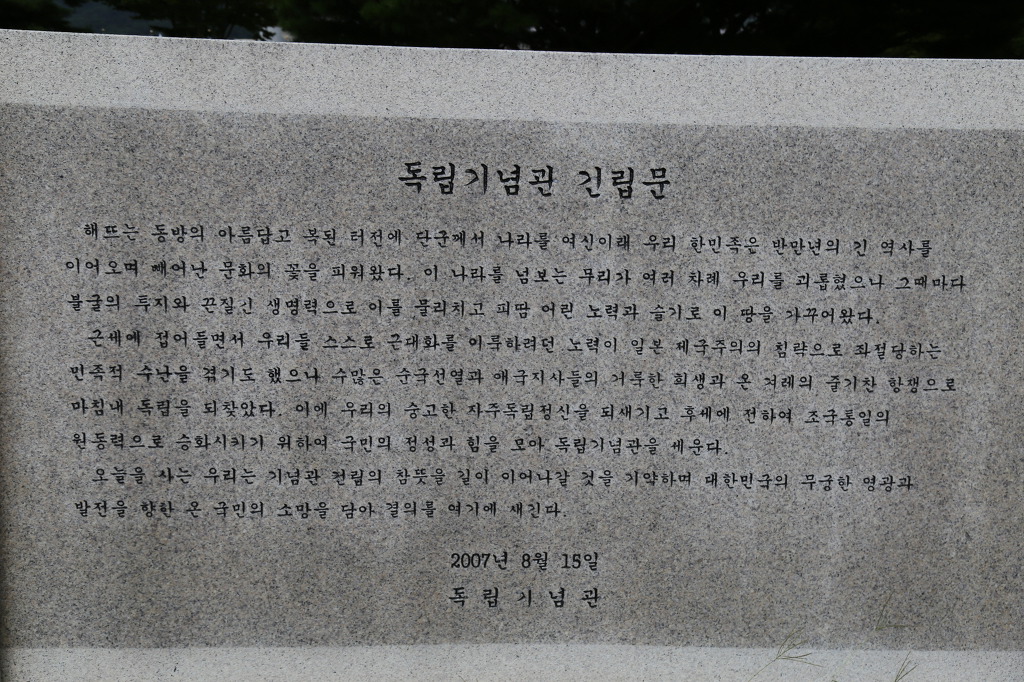 독립기념관 건립문
해뜨는 동방의 아름답고 복된 터전에 단군께서 나라를 여신이래 우리 한민족은 반만년의 긴 역사를
이어오며 빼어난 문화의 꽃을 피워왔다. 이 나라를 넘보는 무리가 여러 차례 우리를 괴롭혔으나 그때마다
불굴의 투지와 끈질긴 생명력으로 이를 물리치고 피땀 어린 노력과 슬기로 이 땅을 가꾸어왔다.
근세에 접어들면서 우리들 스스로 근대화를 이룩하려던 노력이 일본 제국주의의 침략으로 좌절당하는
민족적 수난을 겪기도 했으나 수많은 순국선열과 애국지사들의 거룩한 희생과 온 겨레의 줄기찬 항쟁으로
마침내 독립을 되찾았다. 이에 우리의 숭고한 자주독립정신을 되새기고 후세에 전하여 조국통일의
원동력으로 승화시키기 위하여 국민의 정성과 힘을 모아 독립기념관을 세운다.
오늘을 사는 우리는 기념관 건립의 참뜻을 길이 이어나갈 것을 기약하며 대한민국의 무궁한 영광과
발전을 향한 온 국민의 소망을 담아 결의를 여기에 새긴다.
2007년 8월 15일
독립기념관